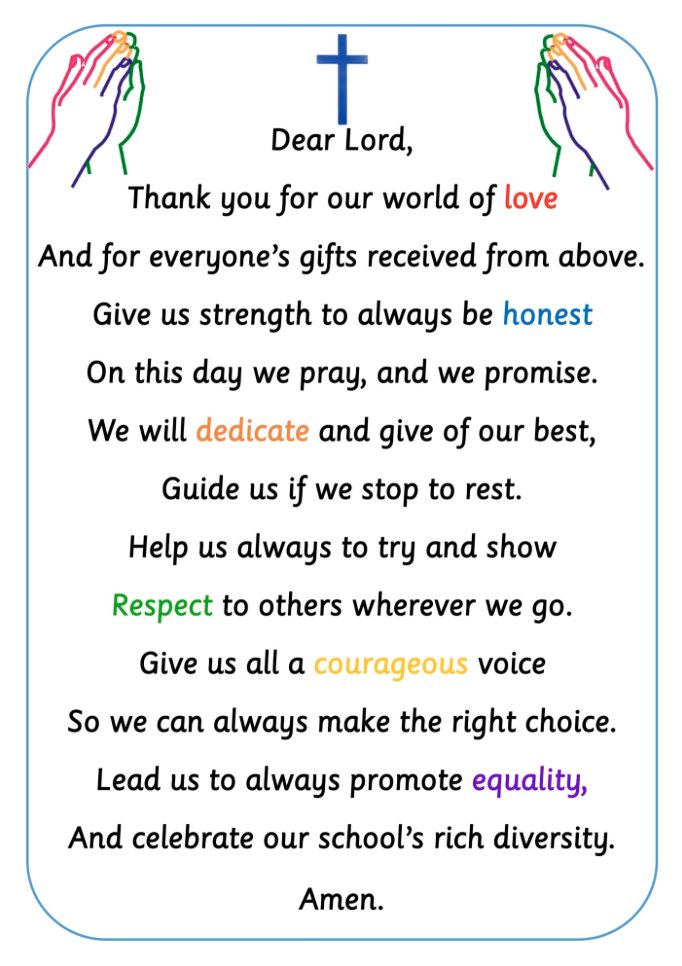 Dear Lord,
Thank you for our world of love
And for everyone's gifts received from above.
Give us strength to always be honest
On this day we pray, and we promise.
We will dedicate and give of our best,
Guide us if we stop to rest.
Help us always to try and show
Respect to others wherever we go.
Give us all a courageous voice
So we can always make the right choice.
Lead us to always promote equality,
And celebrate our school's rich diversity.
Amen.